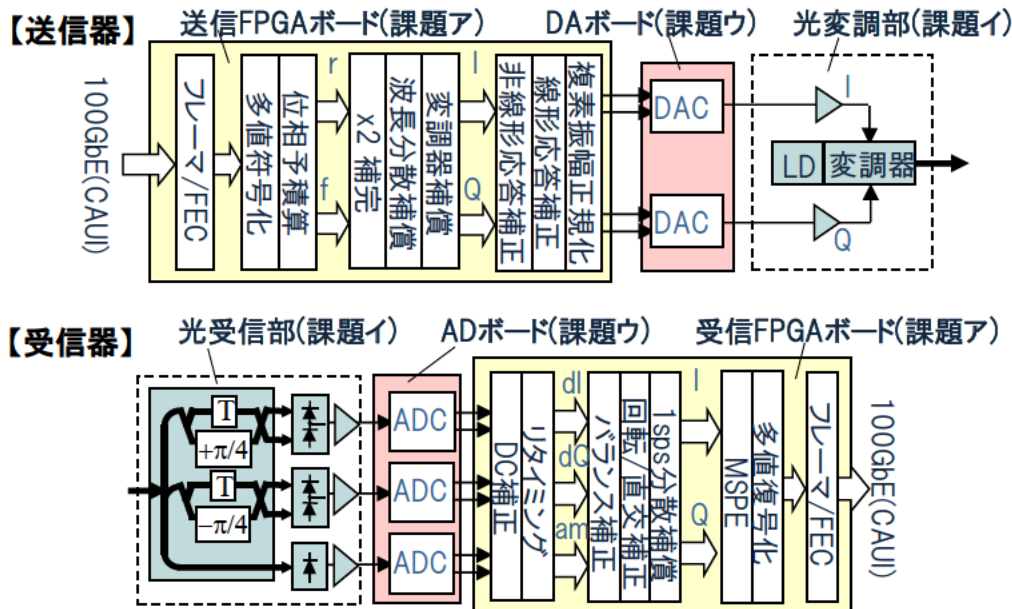 【送信器】
送信FPGAボード(課題ア)
DAボード(課題ウ)
光変調部(課題イ)
100GbE(CAUI)
フレーマ/FEC
多値符号化
位相予積算
r
f
x2 補完
波長分散補償
変調器補償
I
Q
非線形応答補正
線形応答補正
複素振幅正規化
DAC
DAC
I
Q
LD
変調器
【受信器】
光受信部(課題イ)
ADボード(課題ウ)
受信FPGAボード(課題ア)
T
+π/4
T
−π/4
ADC
ADC
ADC
DC補正
リタイミング
dI
dQ
am
バランス補正
回転/直交補正
1sps分散補償
I
Q
MSPE
多値復号化
フレーマ/FEC
100GbE(CAUI)